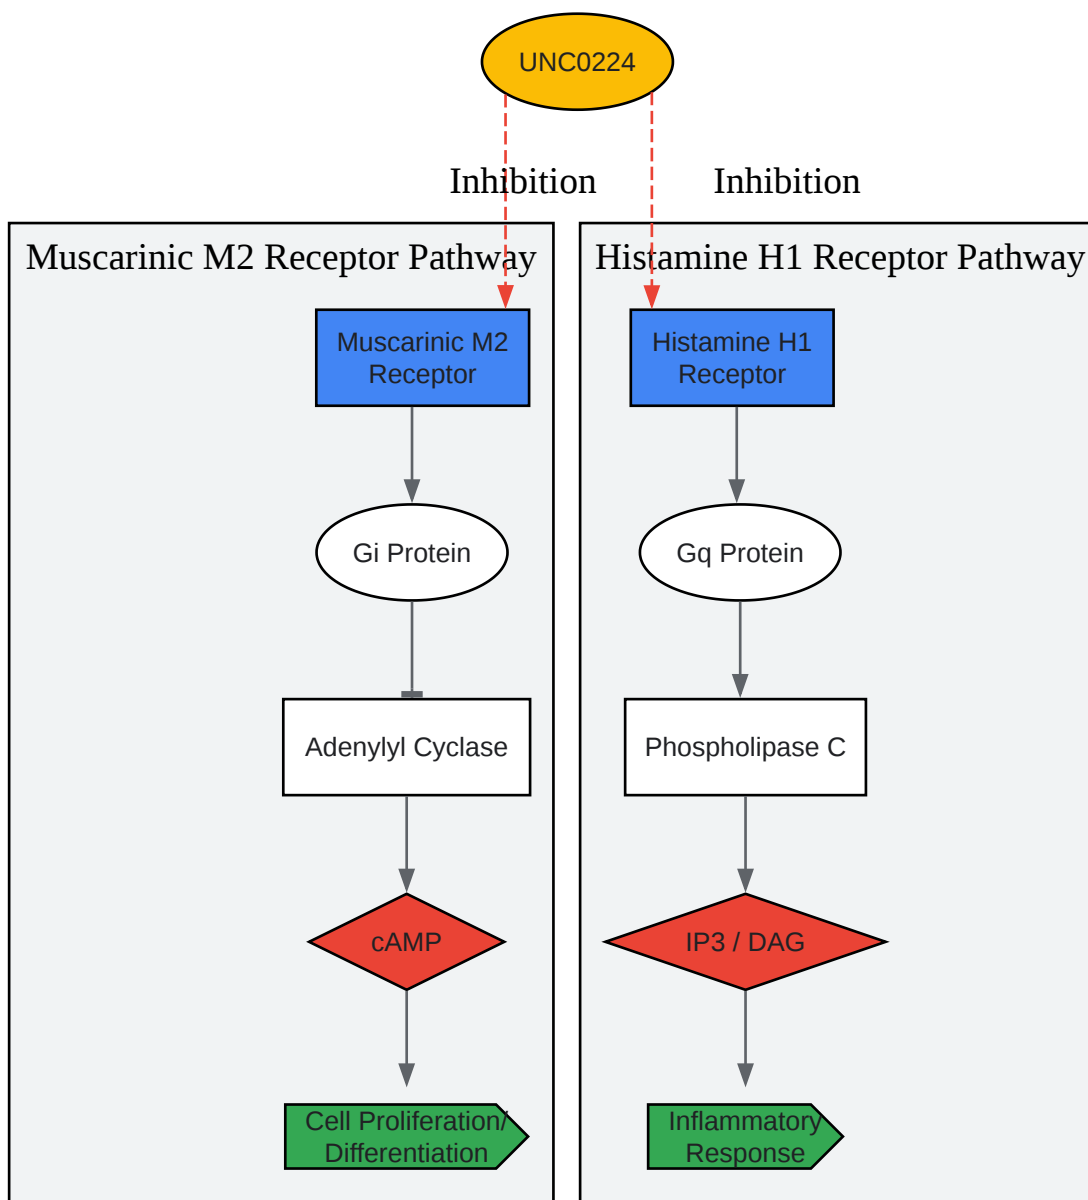 UNC0224
Inhibition
Inhibition
Muscarinic M2 Receptor Pathway
Muscarinic M2
Receptor
Gi Protein
Adenylyl Cyclase
cAMP
Cell Proliferation/
Differentiation
Histamine H1 Receptor Pathway
Histamine H1
Receptor
Gq Protein
Phospholipase C
IP3 / DAG
Inflammatory
Response